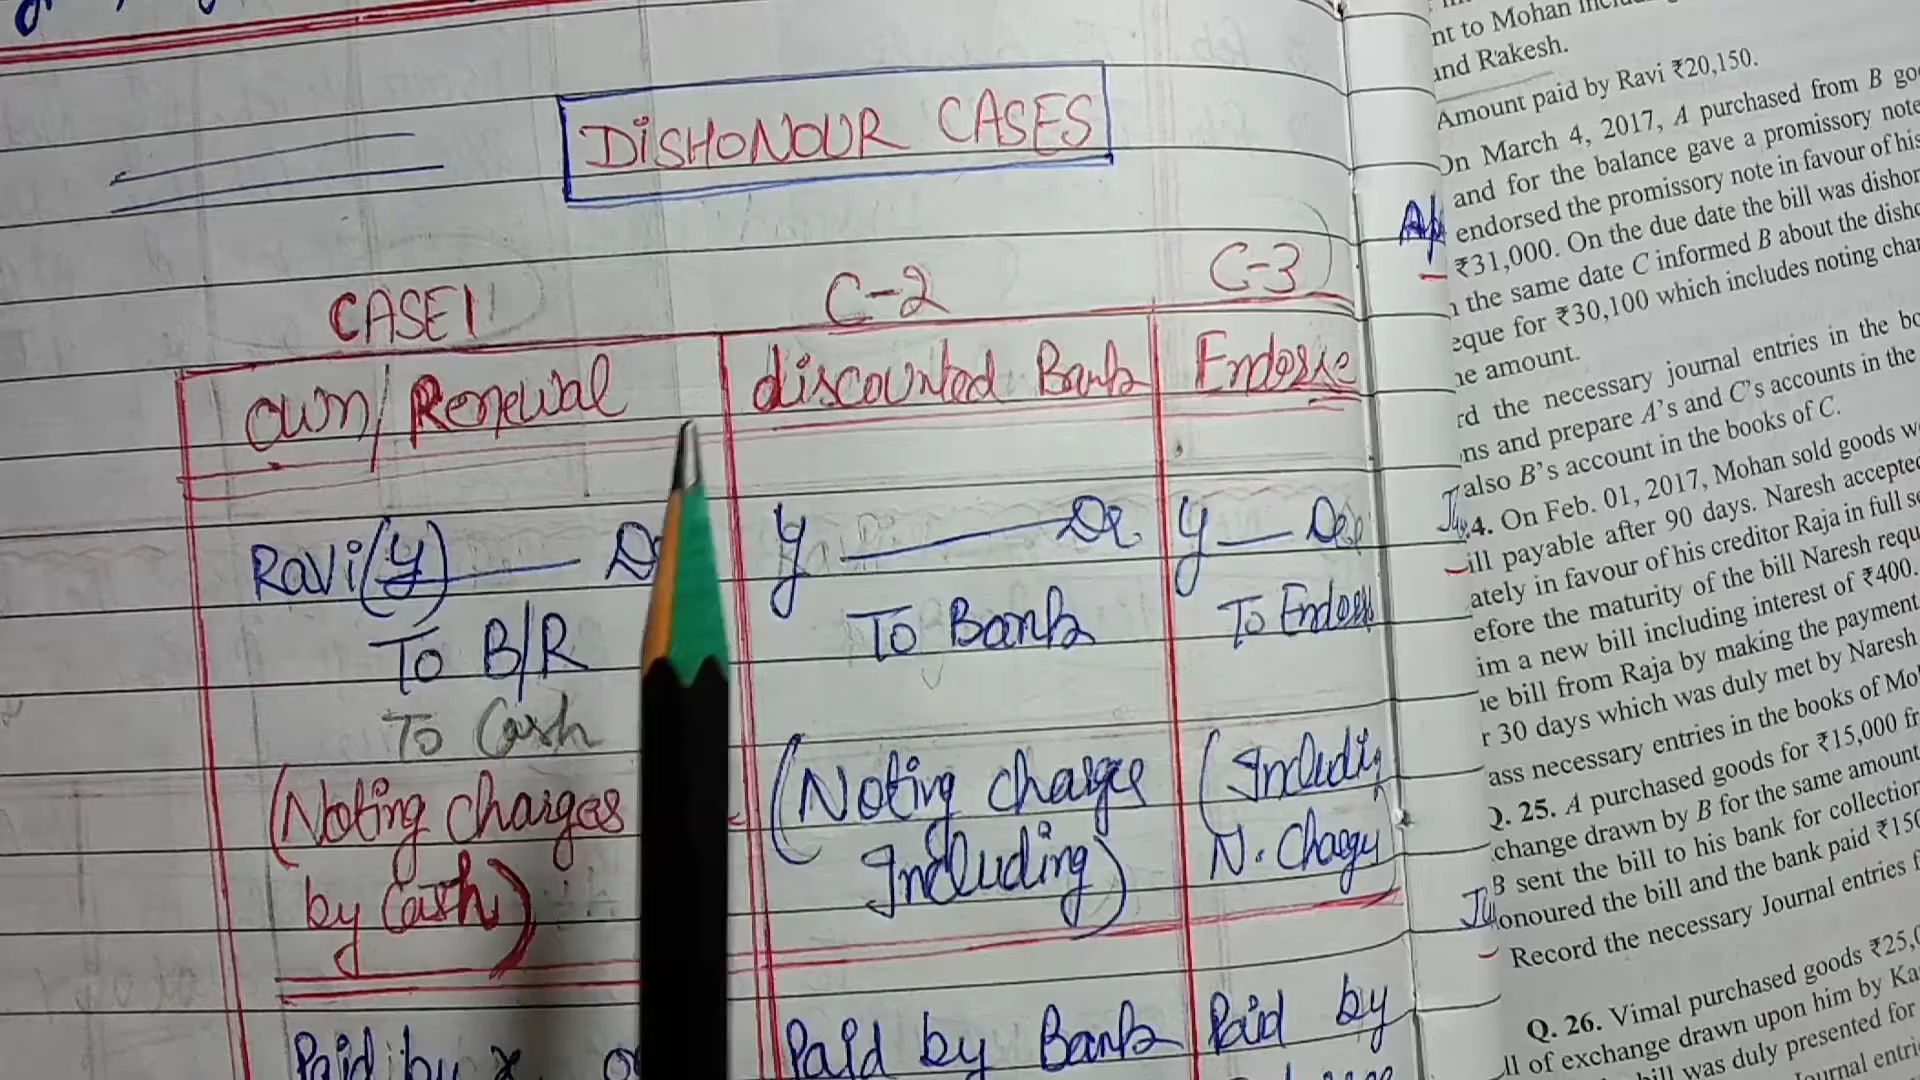 DISHONOUR CASES
CASE 1 C-2 C-3
own/Renewal discounted Bank Endorse
Ravi(y) Dr y Dr y Dr
To B/R To Bank To Endors
To Cash
(Noting charges (Noting charges (Includi
by Cash) Including) N. Chargy
Paid by x Paid by Bank Paid by
nt to Mohan
and Rakesh.
Amount paid by Ravi ₹20,150.
On March 4, 2017, A purchased from B go
and for the balance gave a promissory note
endorsed the promissory note in favour of his
₹31,000. On the due date the bill was dishon
the same date C informed B about the disho
eque for ₹30,100 which includes noting char
ne amount.
rd the necessary journal entries in the bo
ns and prepare A's and C's accounts in the
also B's account in the books of C.
4. On Feb. 01, 2017, Mohan sold goods w
ill payable after 90 days. Naresh accepted
ately in favour of his creditor Raja in full se
efore the maturity of the bill Naresh requ
im a new bill including interest of ₹400.
e bill from Raja by making the payment
r 30 days which was duly met by Naresh
ass necessary entries in the books of Mo
Q. 25. A purchased goods for ₹15,000 fr
change drawn by B for the same amount
B sent the bill to his bank for collection
onoured the bill and the bank paid ₹150
Record the necessary Journal entries
Q. 26. Vimal purchased goods ₹25,0
ll of exchange drawn upon him by Ka
bill was duly presented for
Journal entri